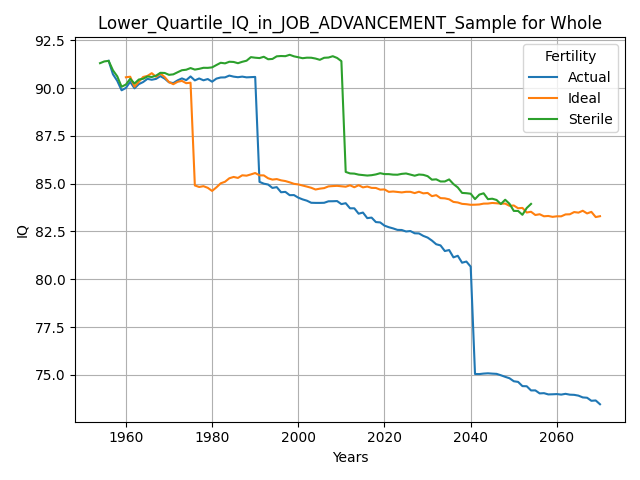 Lower_Quartile_IQ_in_JOB_ADVANCEMENT_Sample for Whole
92.5
90.0
87.5
85.0
82.5
80.0
77.5
75.0
IQ
Fertility
Actual
Ideal
Sterile
1960
1980
2000
2020
2040
2060
Years